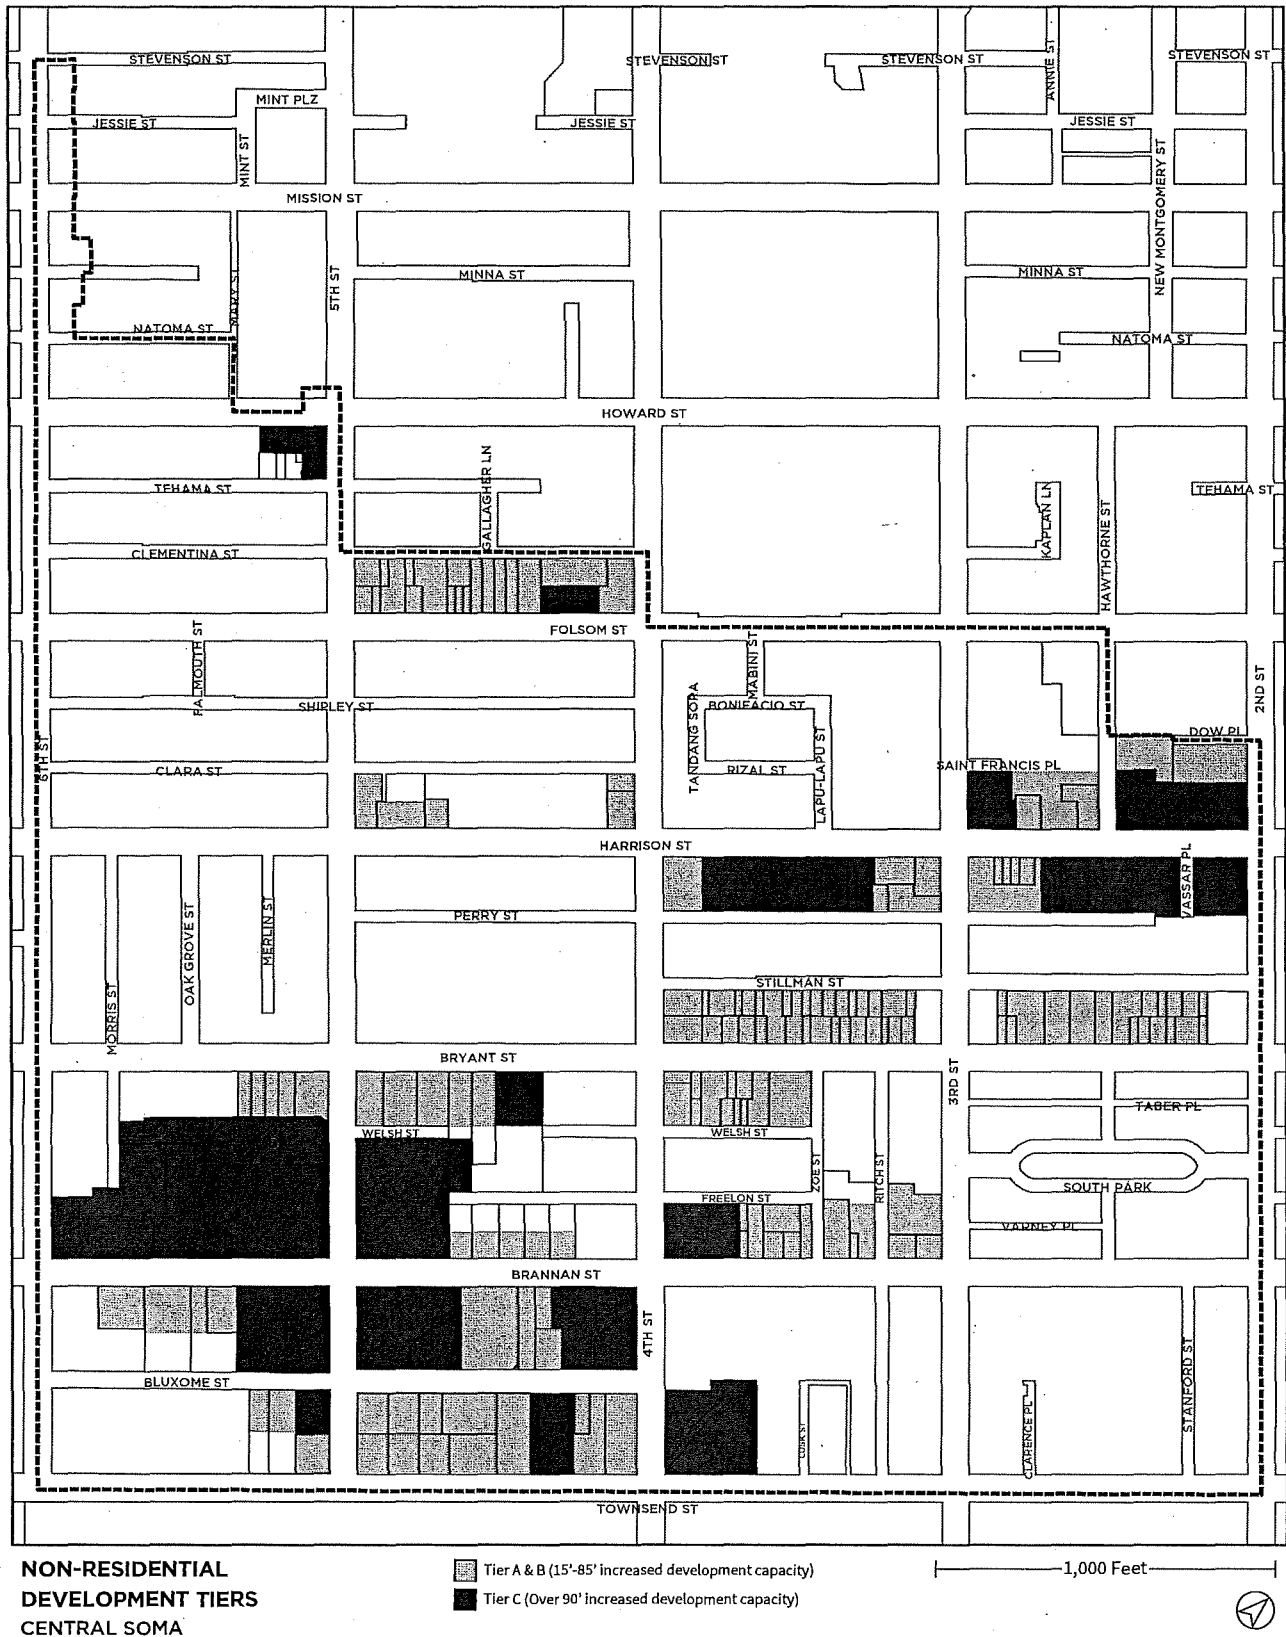 STEVENSON ST
STEVENSON ST
STEVENSON ST
STEVENSON ST
ANNIE ST
MINT PLZ
JESSIE ST
JESSIE ST
JESSIE ST
MINT ST
NEW MONTGOMERY ST
MISSION ST
MINNA ST
MINNA ST
MARY ST
5TH ST
NATOMA ST
NATOMA ST
HOWARD ST
GALLAGHER LN
TEHAMA ST
TEHAMA ST
KAPLAN LN
HAWTHORNE ST
CLEMENTINA ST
FOLSOM ST
FALMOUTH ST
MABINI ST
2ND ST
SHIPLEY ST
TANDANG SORA
BONIFACIO ST
LAPU-LAPU ST
DOW PL
6TH ST
CLARA ST
RIZAL ST
SAINT FRANCIS PL
HARRISON ST
VASSAR PL
PERRY ST
MERLIN ST
OAK GROVE ST
MORRIS ST
STILLMAN ST
BRYANT ST
3RD ST
TABER PL
WELSH ST
WELSH ST
ZOE ST
RITCH ST
FREELON ST
SOUTH PARK
VARNEY PL
BRANNAN ST
4TH ST
BLUXOME ST
LUSK ST
CLARENCE PL
STANFORD ST
TOWNSEND ST
NON-RESIDENTIAL
DEVELOPMENT TIERS
CENTRAL SOMA
Tier A & B (15'-85' increased development capacity)
Tier C (Over 90' increased development capacity)
1,000 Feet